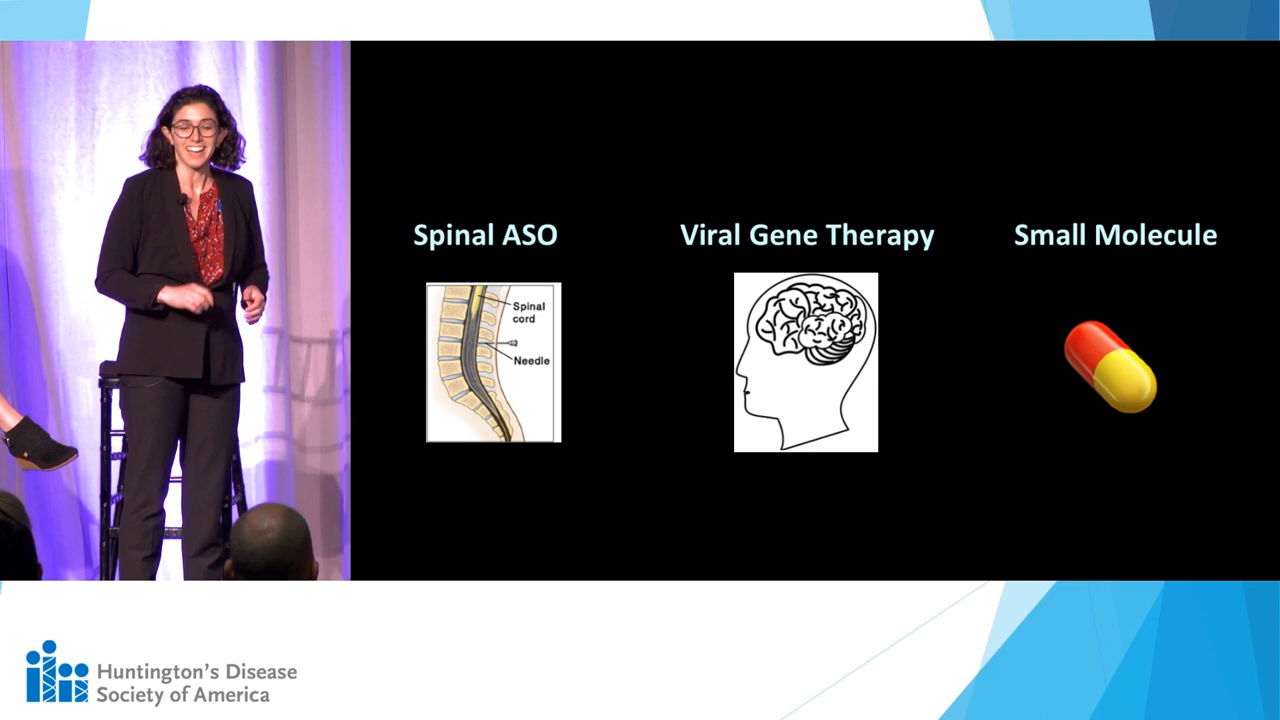 Spinal ASO
Viral Gene Therapy
Small Molecule
Spinal
cord
Needle
Huntington's Disease
Society of America